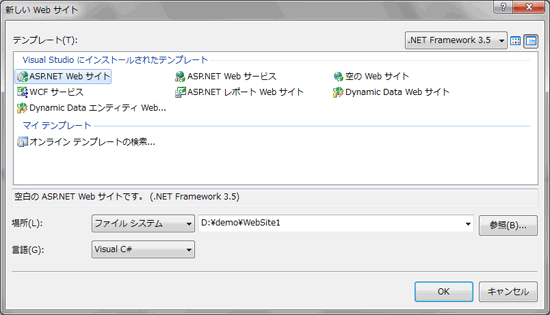 新しい Web サイト
テンプレート(T):
.NET Framework 3.5
Visual Studio にインストールされたテンプレート
ASP.NET Web サイト
ASP.NET Web サービス
空の Web サイト
WCF サービス
ASP.NET レポート Web サイト
Dynamic Data Web サイト
Dynamic Data エンティティ Web...
マイ テンプレート
オンライン テンプレートの検索...
空白の ASP.NET Web サイトです。 (.NET Framework 3.5)
場所(L):
ファイル システム
D:¥demo¥WebSite1
参照(B)...
言語(G):
Visual C#
OK
キャンセル